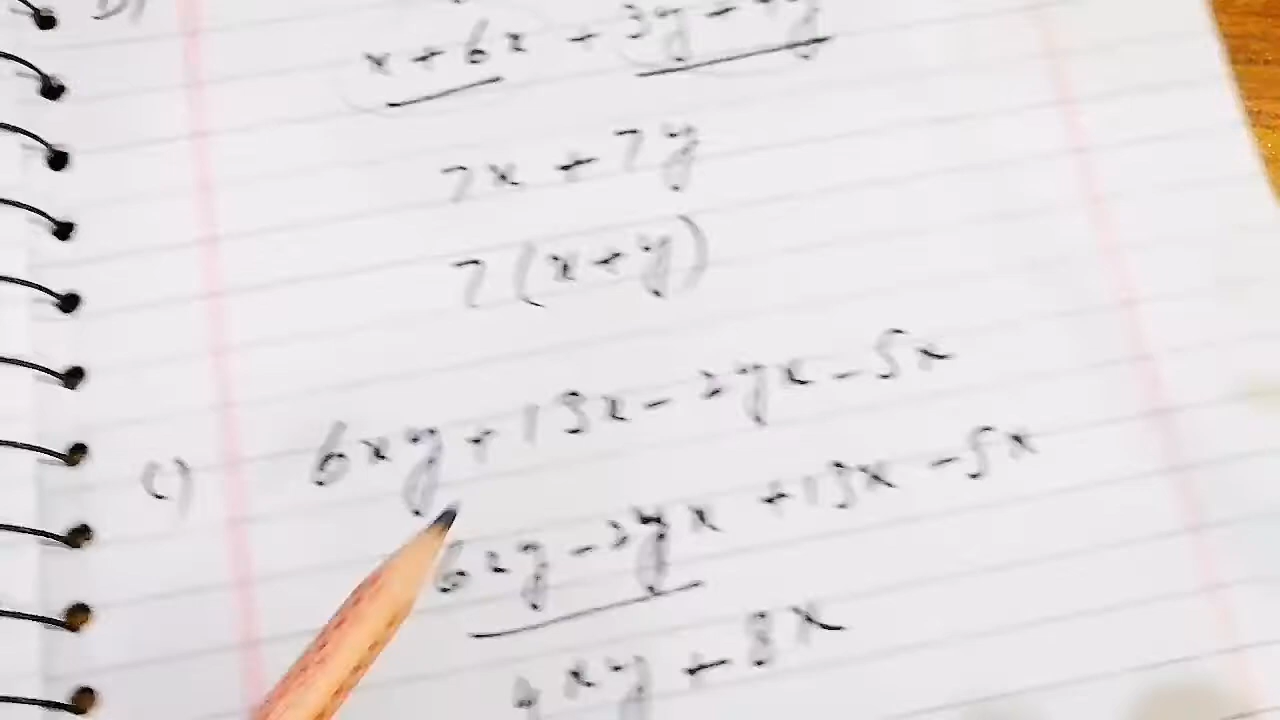 b)
x + 6x + 3y + 4y
7x + 7y
7(x+y)
c) 6xy + 13x - 2yx - 5x
6xy - 2yx + 13x - 5x
4xy + 8x